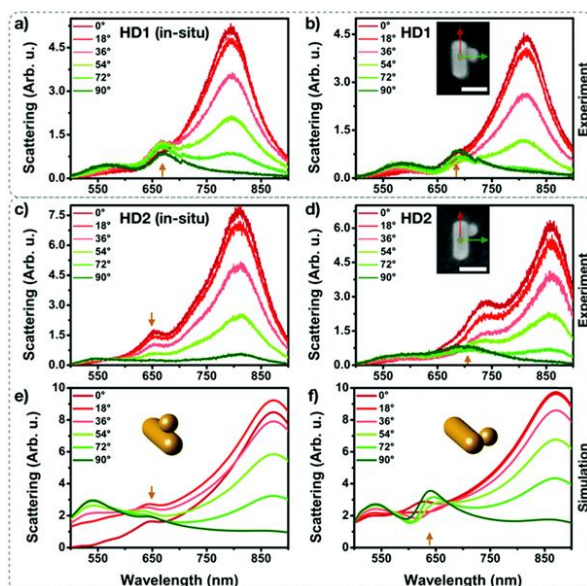 a)
HD1 (in-situ)
Scattering (Arb. u.)
4.5
3.0
1.5
0.0
0°
18°
36°
54°
72°
90°
550 650 750 850
b)
HD1
Scattering (Arb. u.)
4.5
3.0
1.5
0.0
0°
18°
36°
54°
72°
90°
550 650 750 850
Experiment
c)
HD2 (in-situ)
Scattering (Arb. u.)
7.5
6.0
4.5
3.0
1.5
0.0
0°
18°
36°
54°
72°
90°
550 650 750 850
d)
HD2
Scattering (Arb. u.)
6.0
4.5
3.0
1.5
0.0
0°
18°
36°
54°
72°
90°
550 650 750 850
Experiment
e)
Scattering (Arb. u.)
10
8
6
4
2
0
0°
18°
36°
54°
72°
90°
550 650 750 850
Wavelength (nm)
f)
Scattering (Arb. u.)
10
8
6
4
2
0
0°
18°
36°
54°
72°
90°
550 650 750 850
Wavelength (nm)
Simulation